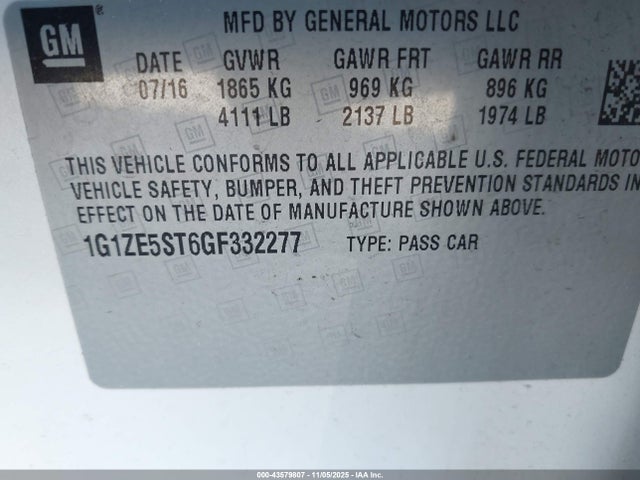 GM
®
MFD BY GENERAL MOTORS LLC
DATE GVWR GAWR FRT GAWR RR
07/16 1865 KG 969 KG 896 KG
4111 LB 2137 LB 1974 LB
THIS VEHICLE CONFORMS TO ALL APPLICABLE U.S. FEDERAL MOTO
VEHICLE SAFETY, BUMPER, AND THEFT PREVENTION STANDARDS IN
EFFECT ON THE DATE OF MANUFACTURE SHOWN ABOVE.
1G1ZE5ST6GF332277 TYPE: PASS CAR
000-43579807 - 11/05/2025 - IAA Inc.